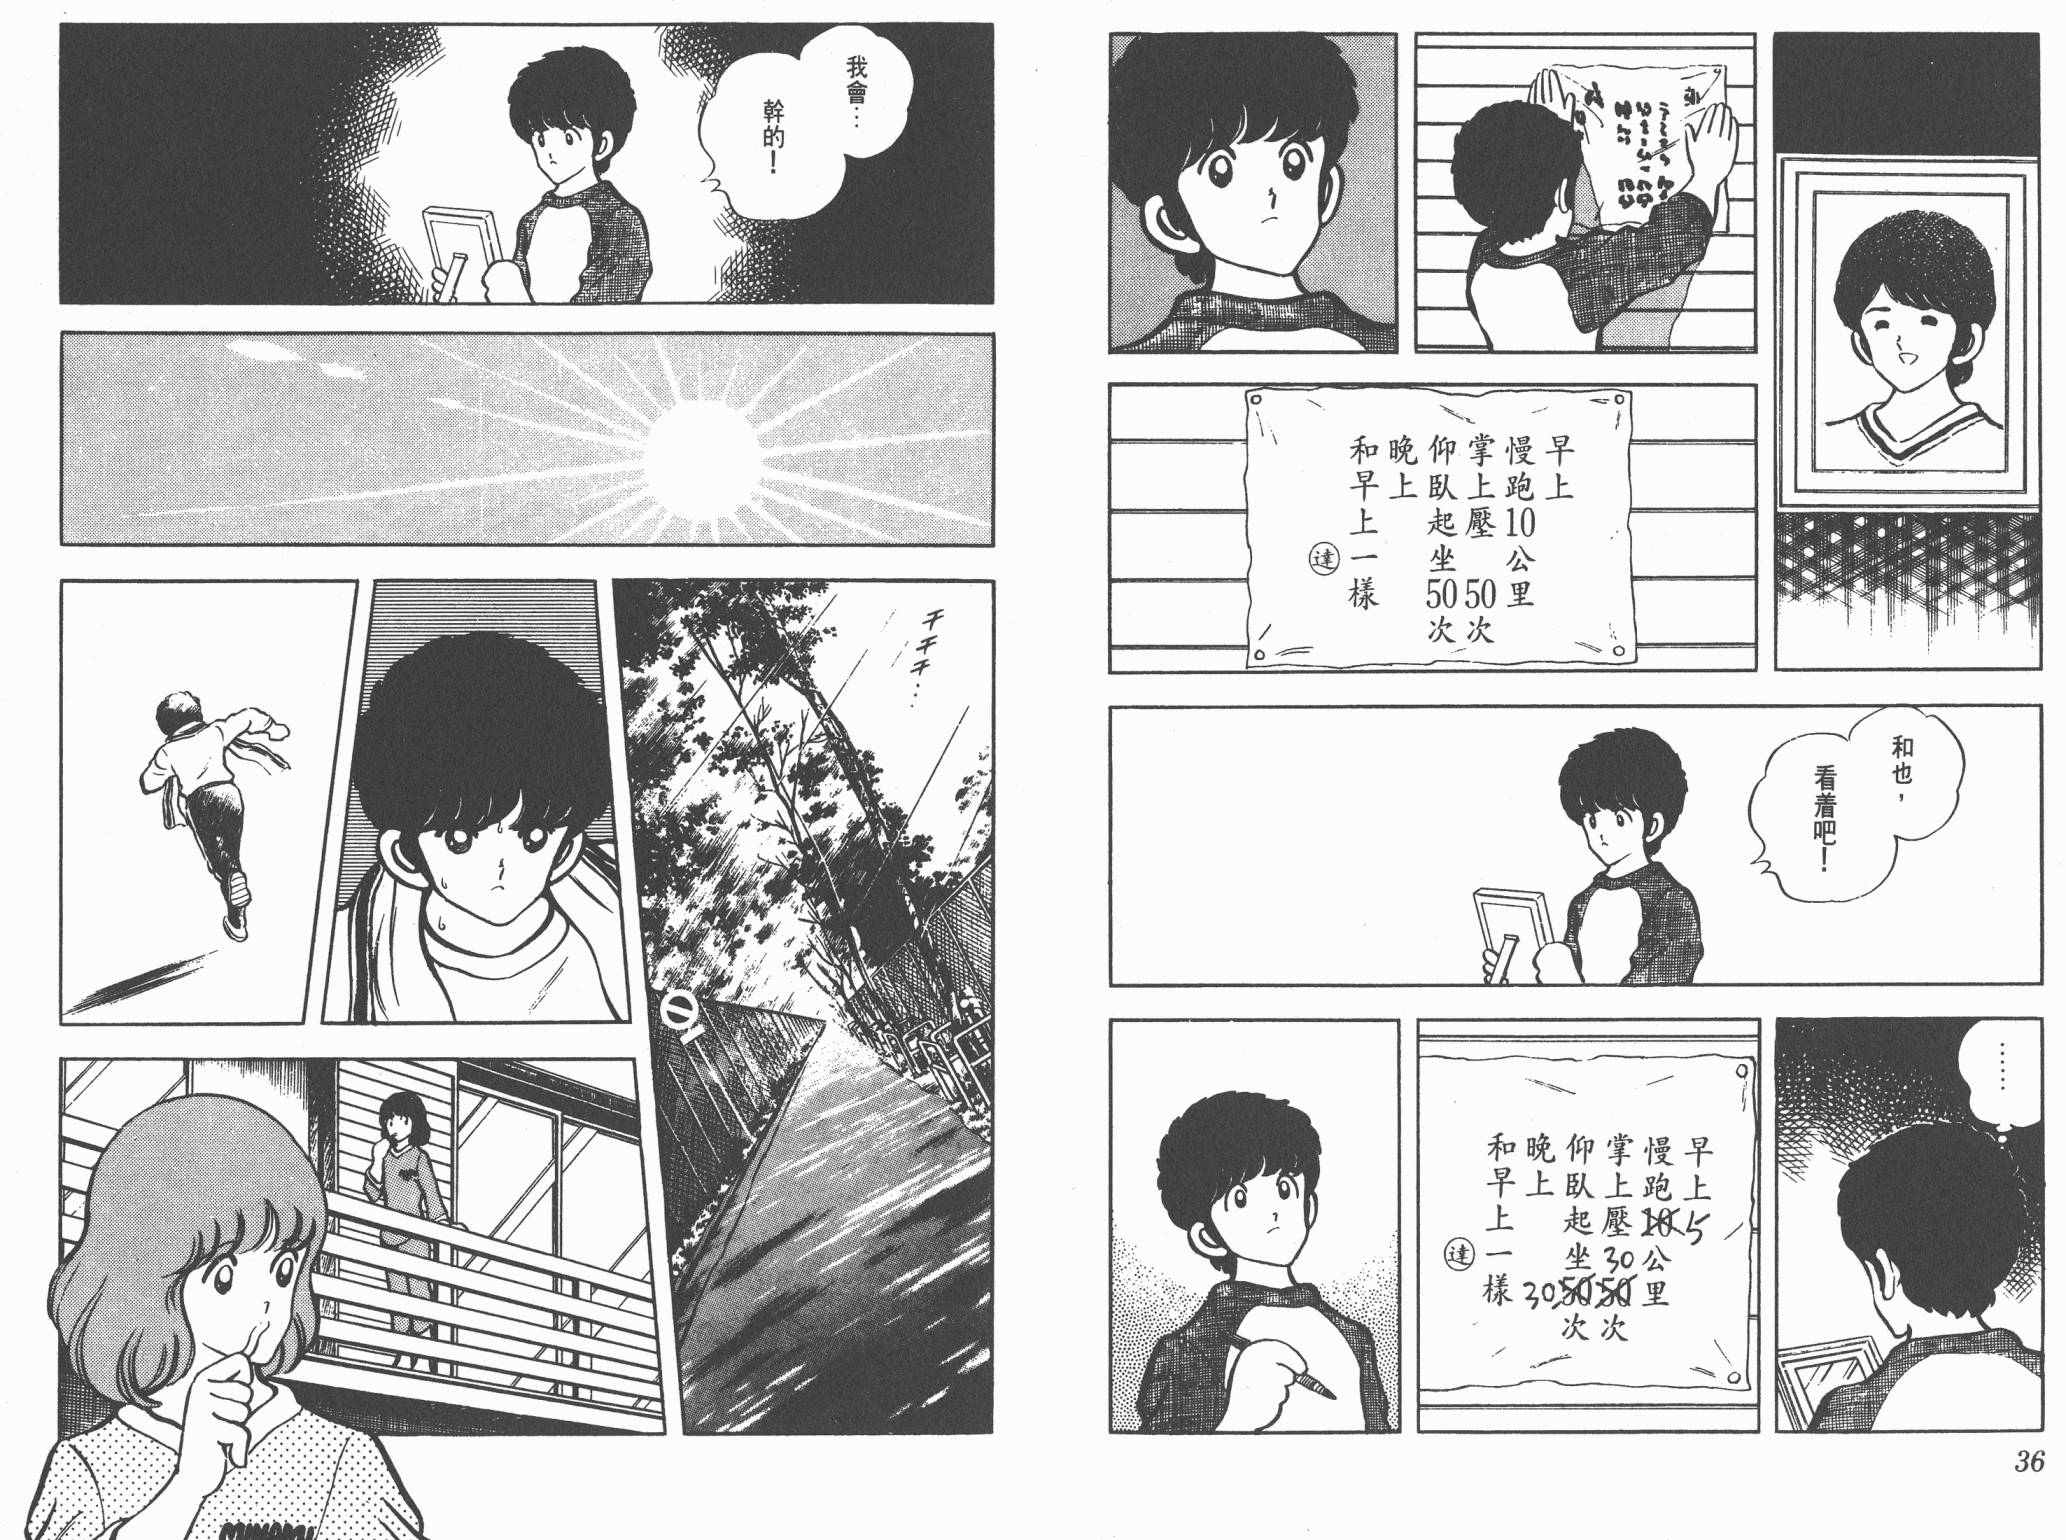 早上
慢跑10公里
掌上壓50次
仰臥起坐50次
晚上
和早上一樣
達
和也，
看着吧！
……
早上
慢跑10 5公里
掌上壓30 50次
仰臥起坐50 30次
晚上
和早上一樣
達
36
我會…
幹的！
チチチ…
MINAMI